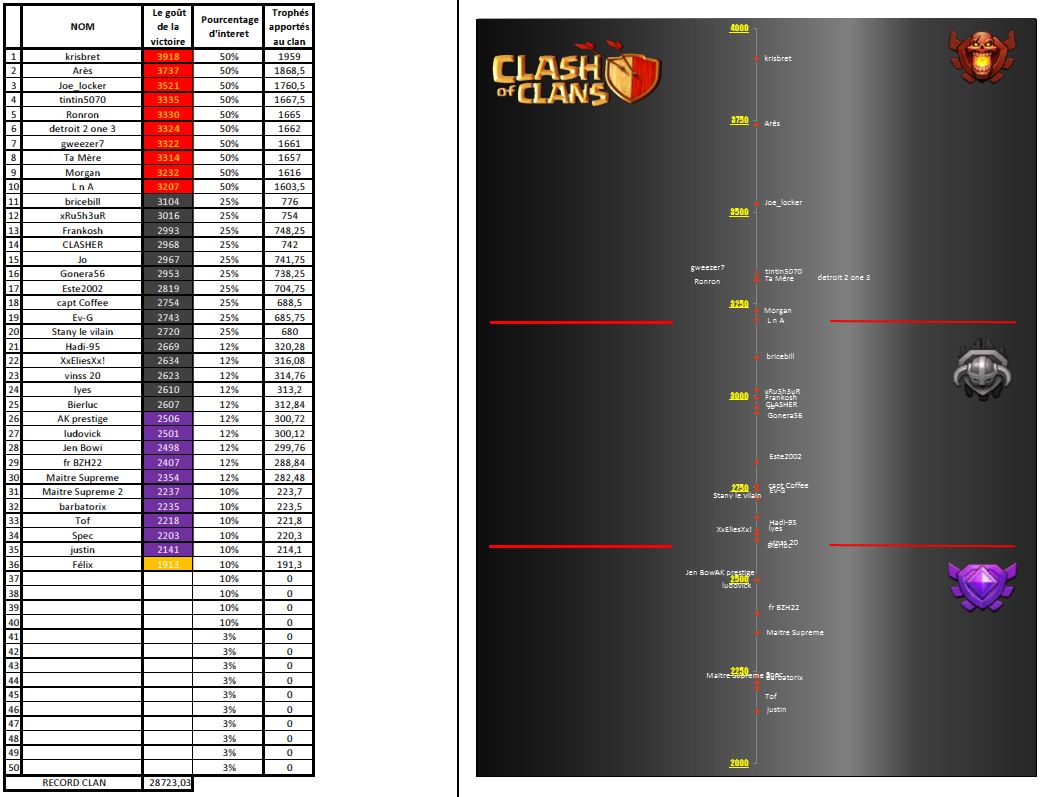 NOM Le goût de la victoire Pourcentage d'interet Trophés apportés au clan
1 krisbret 3918 50% 1959
2 Arès 3737 50% 1868,5
3 Joe_locker 3521 50% 1760,5
4 tintin5070 3335 50% 1667,5
5 Ronron 3330 50% 1665
6 detroit 2 one 3 3324 50% 1662
7 gweezer7 3322 50% 1661
8 Ta Mère 3314 50% 1657
9 Morgan 3232 50% 1616
10 L n A 3207 50% 1603,5
11 bricebill 3104 25% 776
12 xRu5h3uR 3016 25% 754
13 Frankosh 2993 25% 748,25
14 CLASHER 2968 25% 742
15 Jo 2967 25% 741,75
16 Gonera56 2953 25% 738,25
17 Este2002 2819 25% 704,75
18 capt Coffee 2754 25% 688,5
19 Ev-G 2743 25% 685,75
20 Stany le vilain 2720 25% 680
21 Hadi-95 2669 12% 320,28
22 XxEliesXx! 2634 12% 316,08
23 vinss 20 2623 12% 314,76
24 lyes 2610 12% 313,2
25 Bierluc 2607 12% 312,84
26 AK prestige 2506 12% 300,72
27 ludovick 2501 12% 300,12
28 Jen Bowi 2498 12% 299,76
29 fr BZH22 2407 12% 288,84
30 Maitre Supreme 2354 12% 282,48
31 Maitre Supreme 2 2237 10% 223,7
32 barbatorix 2235 10% 223,5
33 Tof 2218 10% 221,8
34 Spec 2203 10% 220,3
35 justin 2141 10% 214,1
36 Félix 1913 10% 191,3
37 10% 0
38 10% 0
39 10% 0
40 10% 0
41 3% 0
42 3% 0
43 3% 0
44 3% 0
45 3% 0
46 3% 0
47 3% 0
48 3% 0
49 3% 0
50 3% 0
RECORD CLAN 28723,03
CLASH
OF CLANS
4000
krisbret
3750
Arès
Joe_locker
3500
gweezer7
tintin5070
Ronron
Ta Mère
detroit 2 one 3
3250
Morgan
L n A
bricebill
xRu5h3uR
3000
Frankosh
CLASHER
Gonera56
Este2002
2750
capt Coffee
Ev-G
Stany le vilain
Hadi-95
XxEliesXx!
lyes
vinss 20
Bierluc
Jen Bowi
AK prestige
2500
ludovick
fr BZH22
Maitre Supreme
2250
Maitre Supreme
barbatorix
Tof
justin
2000